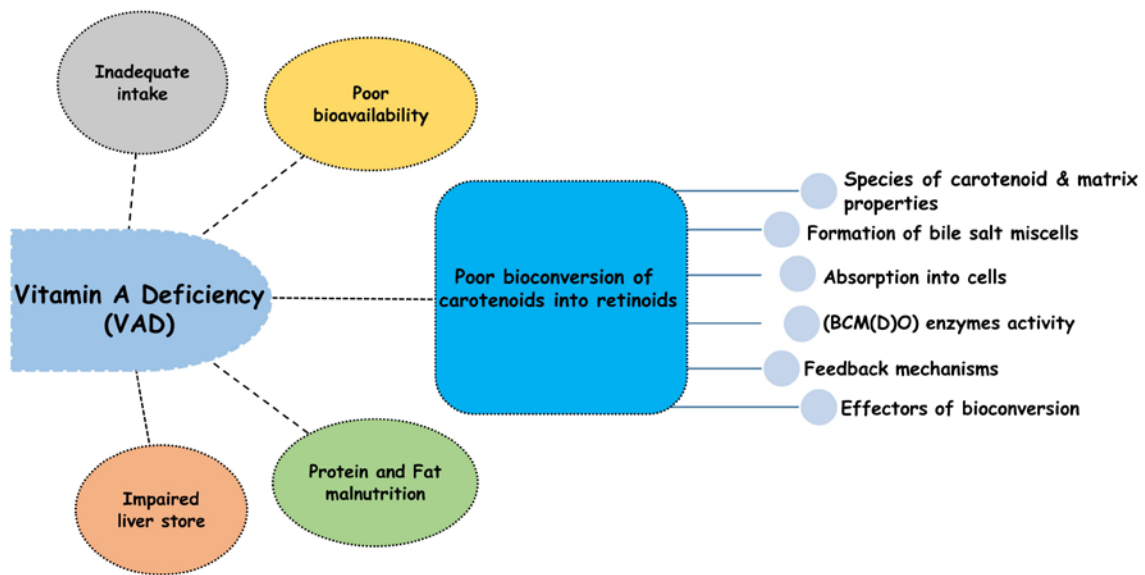 Inadequate
intake
Poor
bioavailability
Vitamin A Deficiency
(VAD)
Poor bioconversion of
carotenoids into retinoids
Species of carotenoid & matrix
properties
Formation of bile salt miscells
Absorption into cells
(BCM(D)O) enzymes activity
Feedback mechanisms
Effectors of bioconversion
Impaired
liver store
Protein and Fat
malnutrition